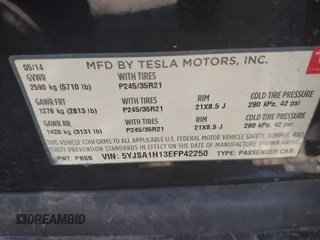 MFD BY TESLA MOTORS, INC.
05/14
GVWR
2590 kg (5710 lb)
WITH TIRES
P245/35R21
RIM
21X8.5 J
COLD TIRE PRESSURE
290 kPa, 42 psi
GAWR FRT
1276 kg (2813 lb)
WITH TIRES
P245/35R21
GAWR RR
1420 kg (3131 lb)
WITH TIRES
P245/35R21
RIM
21X8.5 J
COLD TIRE PRESSURE
290 kPa, 42 psi
THIS VEHICLE CONFORMS TO ALL APPLICABLE U.S. FEDERAL MOTOR VEHICLE SAFETY, BUMPER, AND THEFT PREVENTION STANDARDS IN EFFECT ON THE DATE OF MANUFACTURE SHOWN ABOVE.
PNT: PBSB
VIN: 5YJSA1H13EFP42250
TYPE: PASSENGER CAR
DREAMBID